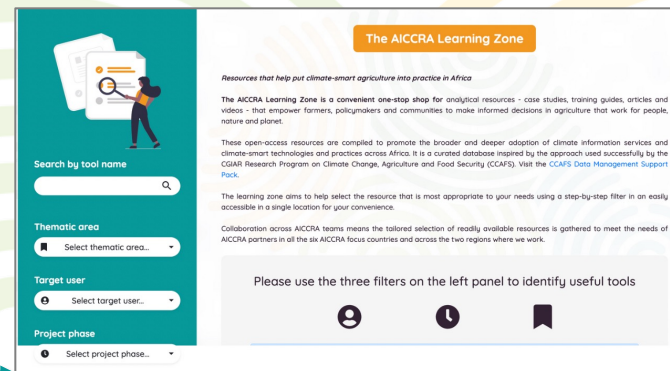 Search by tool name
Thematic area
Select thematic area...
Target user
Select target user...
Project phase
Select project phase...
The AICCRA Learning Zone
Resources that help put climate-smart agriculture into practice in Africa
The AICCRA Learning Zone is a convenient one-stop shop for analytical resources - case studies, training guides, articles and
videos - that empower farmers, policymakers and communities to make informed decisions in agriculture that work for people,
nature and planet.
These open-access resources are compiled to promote the broader and deeper adoption of climate information services and
climate-smart technologies and practices across Africa. It is a curated database inspired by the approach used successfully by the
CGIAR Research Program on Climate Change, Agriculture and Food Security (CCAFS). Visit the CCAFS Data Management Support
Pack.
The learning zone aims to help select the resource that is most appropriate to your needs using a step-by-step filter in an easily
accessible in a single location for your convenience.
Collaboration across AICCRA teams means the tailored selection of readily available resources is gathered to meet the needs of
AICCRA partners in all the six AICCRA focus countries and across the two regions where we work.
Please use the three filters on the left panel to identify useful tools